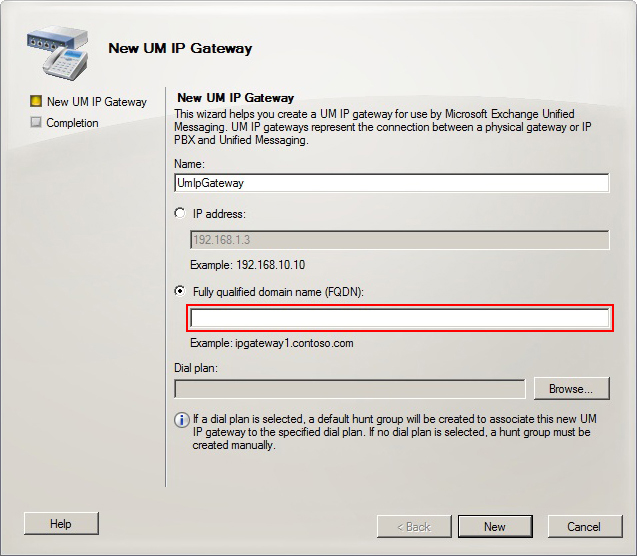 New UM IP Gateway
New UM IP Gateway
Completion
New UM IP Gateway
This wizard helps you create a UM IP gateway for use by Microsoft Exchange Unified
Messaging. UM IP gateways represent the connection between a physical gateway or IP
PBX and Unified Messaging.
Name:
UmIpGateway
IP address:
192.168.1.3
Example: 192.168.10.10
Fully qualified domain name (FQDN):
Example: ipgateway1.contoso.com
Dial plan:
Browse...
If a dial plan is selected, a default hunt group will be created to associate this new UM
IP gateway to the specified dial plan. If no dial plan is selected, a hunt group must be
created manually.
Help
< Back
New
Cancel